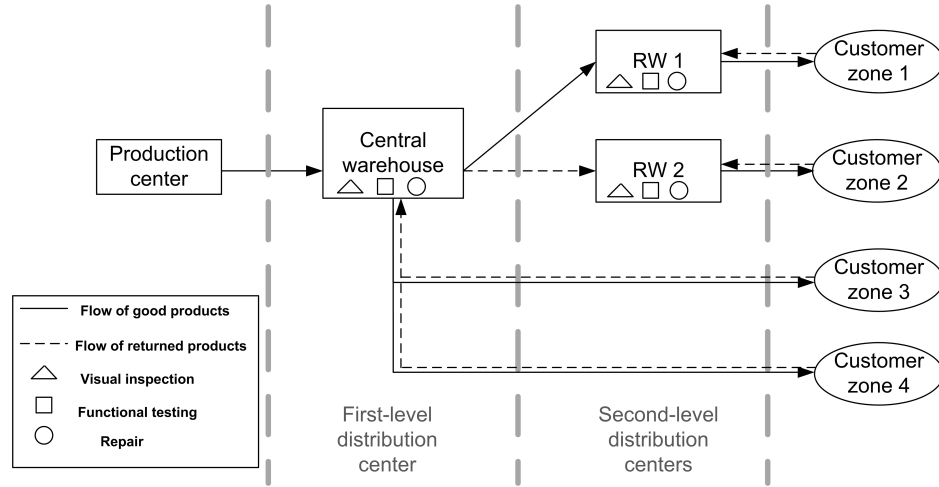 Production
center
Central
warehouse
RW 1
RW 2
Customer
zone 1
Customer
zone 2
Customer
zone 3
Customer
zone 4
Flow of good products
Flow of returned products
Visual inspection
Functional testing
Repair
First-level
distribution
center
Second-level
distribution
centers